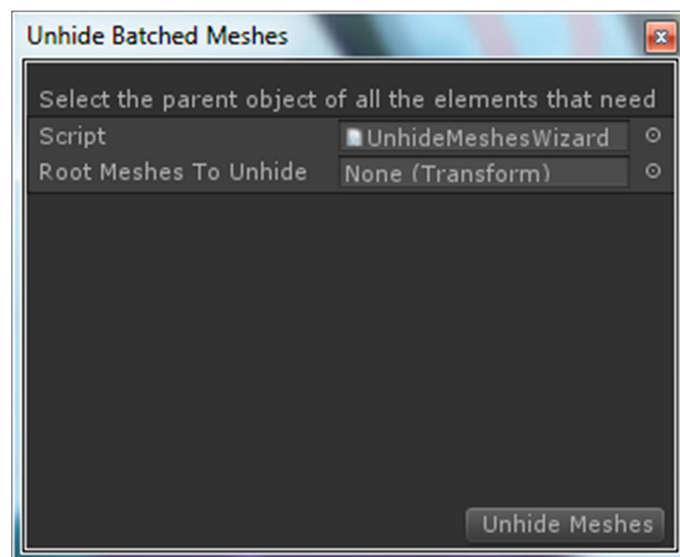 Unhide Batched Meshes
Select the parent object of all the elements that need
Script UnhideMeshesWizard
Root Meshes To Unhide None (Transform)
Unhide Meshes